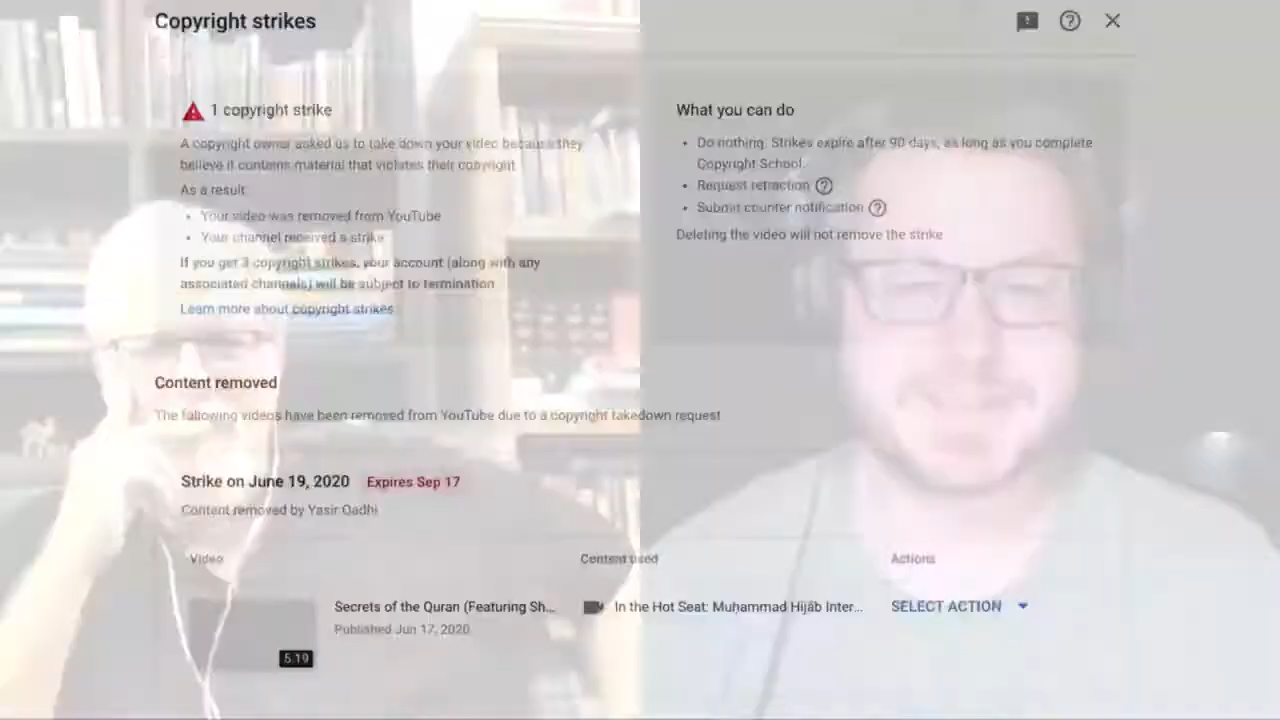 Copyright strikes
1 copyright strike
A copyright owner asked us to take down your video because they
believe it contains material that violates their copyright
As a result:
• Your video was removed from YouTube
• Your channel received a strike
If you get 3 copyright strikes, your account (along with any
associated channels) will be subject to termination
Learn more about copyright strikes
What you can do
• Do nothing. Strikes expire after 90 days, as long as you complete
Copyright School.
• Request retraction
• Submit counter notification
Deleting the video will not remove the strike
Content removed
The following videos have been removed from YouTube due to a copyright takedown request
Strike on June 19, 2020 Expires Sep 17
Content removed by Yasir Qadhi
Video Content used Actions
Secrets of the Quran (Featuring Sh... In the Hot Seat: Muḥammad Hijāb Inter... SELECT ACTION
Published Jun 17, 2020
5:19